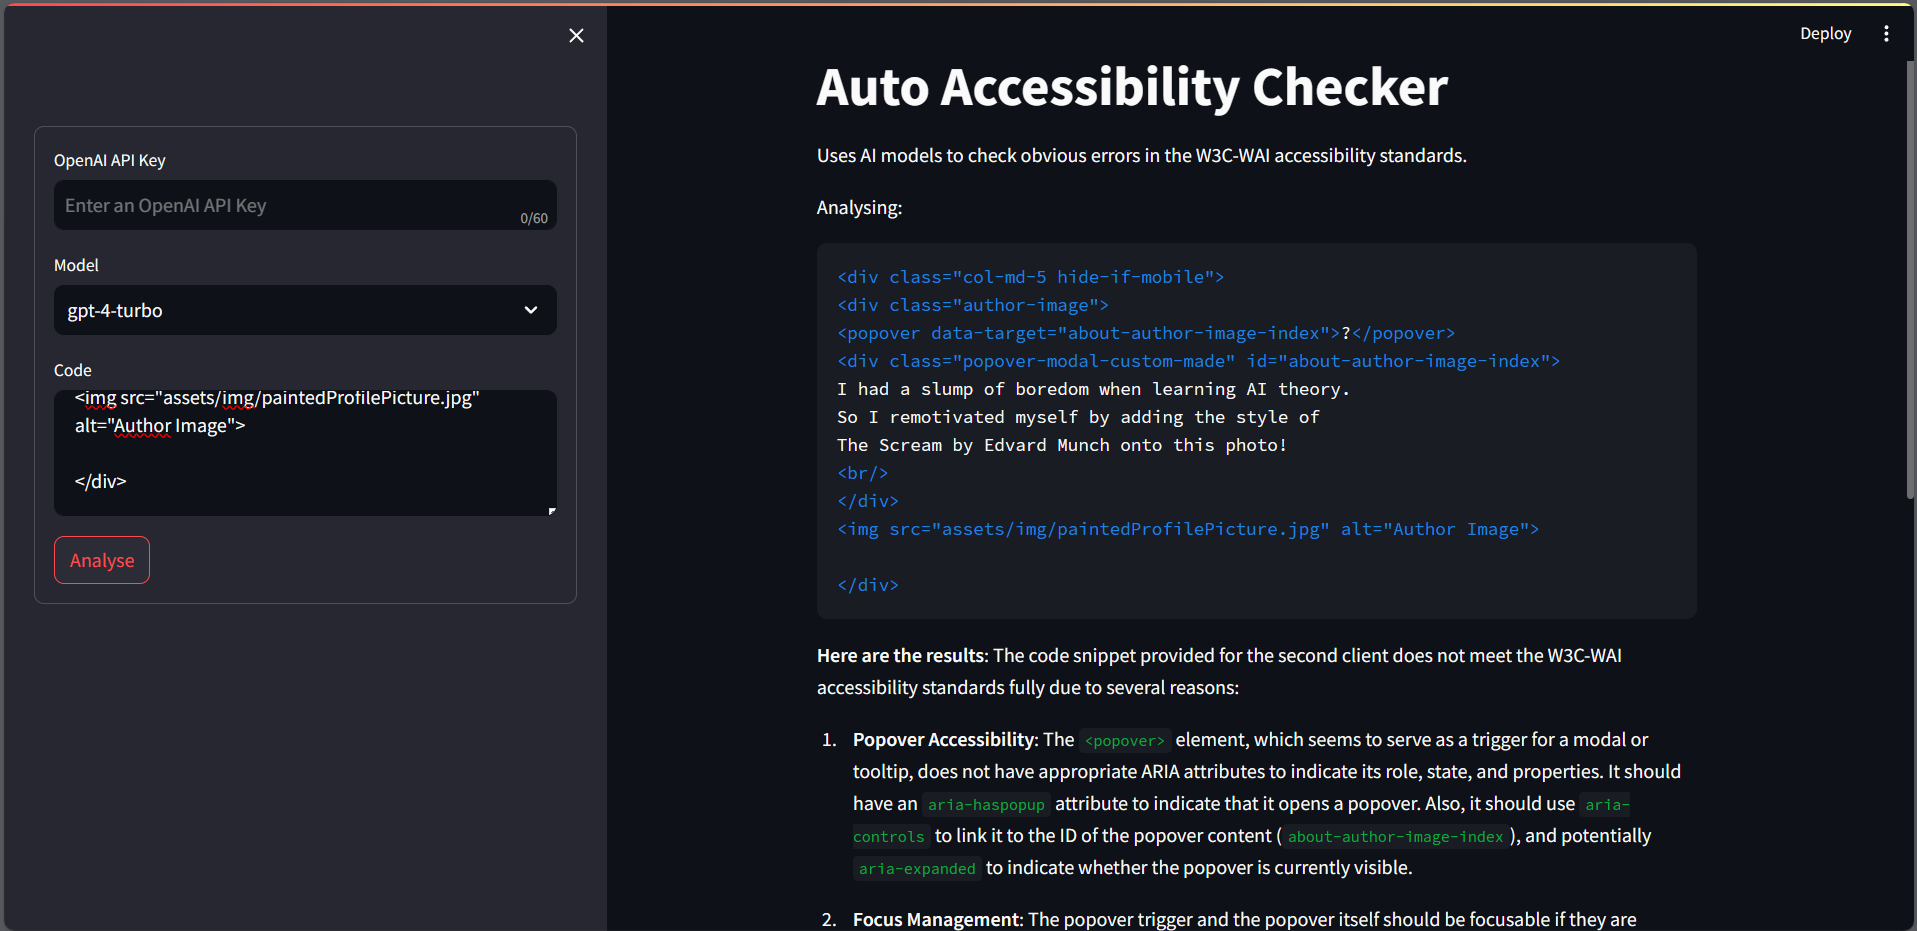 OpenAI API Key
Enter an OpenAI API Key
0/60
Model
gpt-4-turbo
Code
<img src="assets/img/paintedProfilePicture.jpg"
alt="Author Image">
</div>
Analyse
Deploy
Auto Accessibility Checker
Uses AI models to check obvious errors in the W3C-WAI accessibility standards.
Analysing:
<div class="col-md-5 hide-if-mobile">
<div class="author-image">
<popover data-target="about-author-image-index">?</popover>
<div class="popover-modal-custom-made" id="about-author-image-index">
I had a slump of boredom when learning AI theory.
So I remotivated myself by adding the style of
The Scream by Edvard Munch onto this photo!
<br/>
</div>
<img src="assets/img/paintedProfilePicture.jpg" alt="Author Image">
</div>
Here are the results: The code snippet provided for the second client does not meet the W3C-WAI
accessibility standards fully due to several reasons:
1. Popover Accessibility: The <popover> element, which seems to serve as a trigger for a modal or
tooltip, does not have appropriate ARIA attributes to indicate its role, state, and properties. It should
have an aria-haspopup attribute to indicate that it opens a popover. Also, it should use aria-
controls to link it to the ID of the popover content ( about-author-image-index ), and potentially
aria-expanded to indicate whether the popover is currently visible.
2. Focus Management: The popover trigger and the popover itself should be focusable if they are